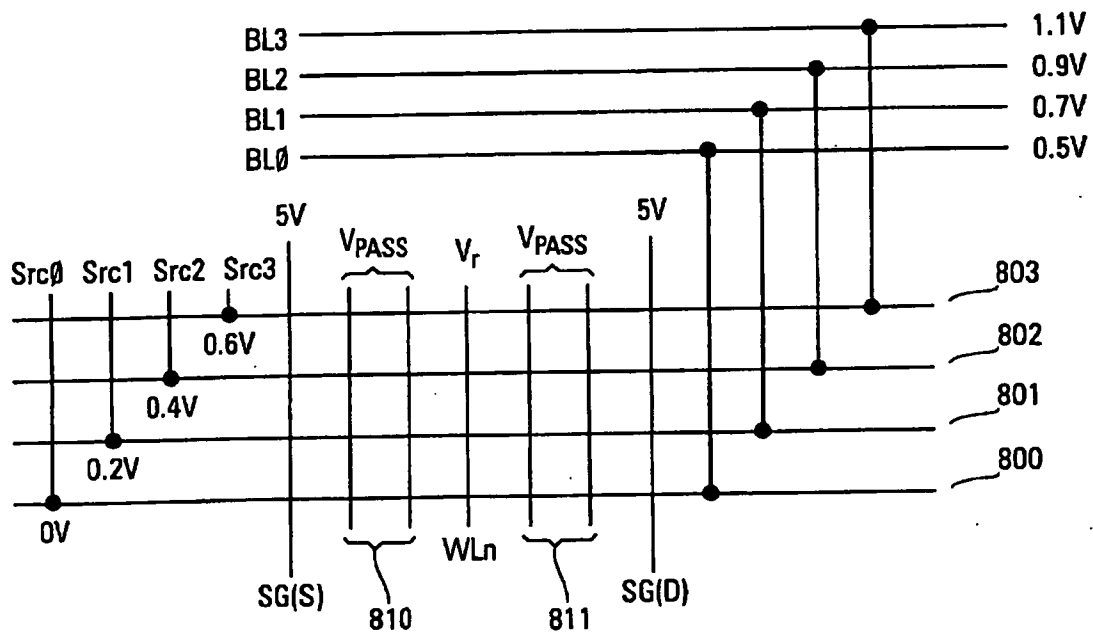 BL3 1.1V
BL2 0.9V
BL1 0.7V
BLØ 0.5V
5V 5V
VPASS Vr VPASS
SrcØ Src1 Src2 Src3
803
0.6V
802
0.4V
801
0.2V
800
0V
WLn
SG(S) SG(D)
810 811